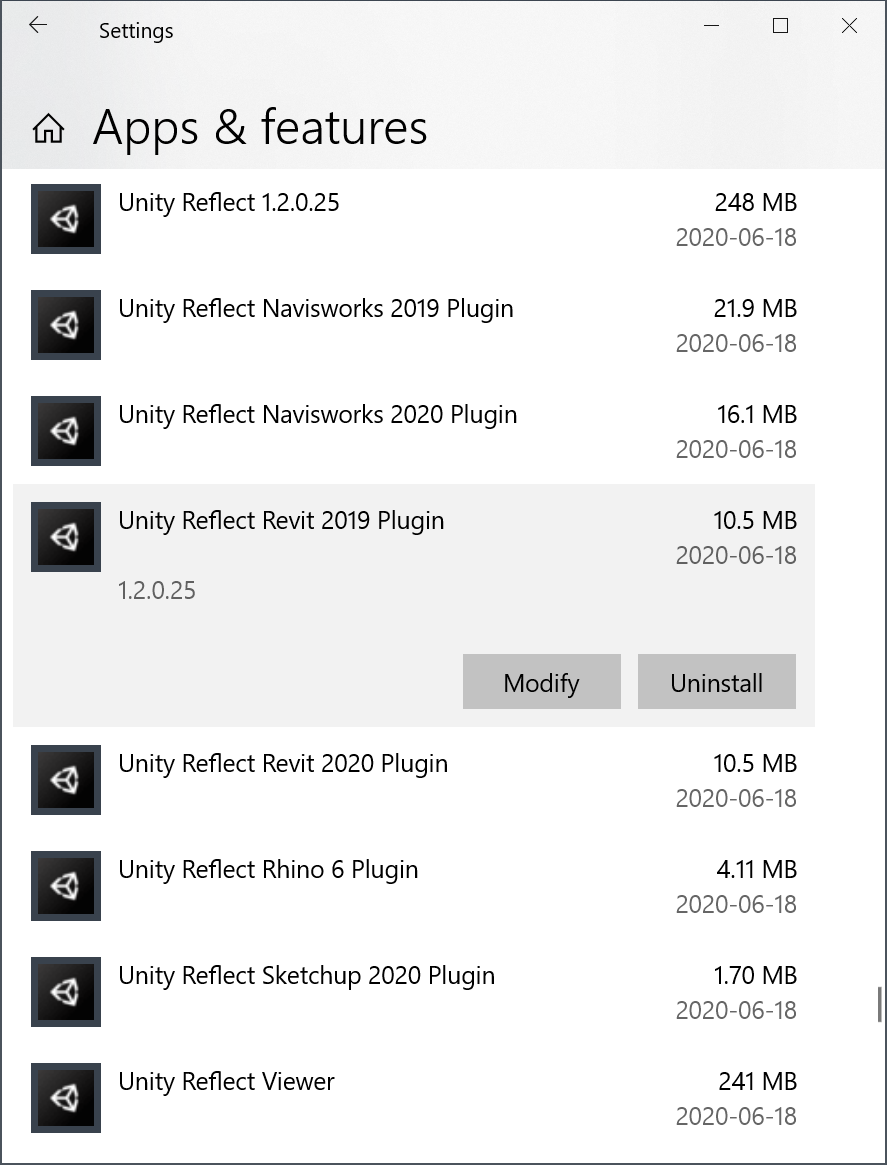 Settings
Apps & features
Unity Reflect 1.2.0.25 248 MB
2020-06-18
Unity Reflect Navisworks 2019 Plugin 21.9 MB
2020-06-18
Unity Reflect Navisworks 2020 Plugin 16.1 MB
2020-06-18
Unity Reflect Revit 2019 Plugin 10.5 MB
2020-06-18
1.2.0.25
Modify Uninstall
Unity Reflect Revit 2020 Plugin 10.5 MB
2020-06-18
Unity Reflect Rhino 6 Plugin 4.11 MB
2020-06-18
Unity Reflect Sketchup 2020 Plugin 1.70 MB
2020-06-18
Unity Reflect Viewer 241 MB
2020-06-18